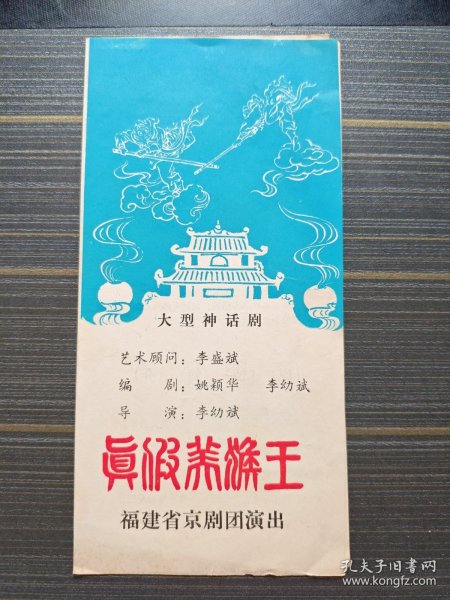 大型神话剧
艺术顾问：李盛斌
编　　剧：姚颖华　李幼斌
导　　演：李幼斌
真假美猴王
福建省京剧团演出
孔夫子旧书网
www.kongfz.com